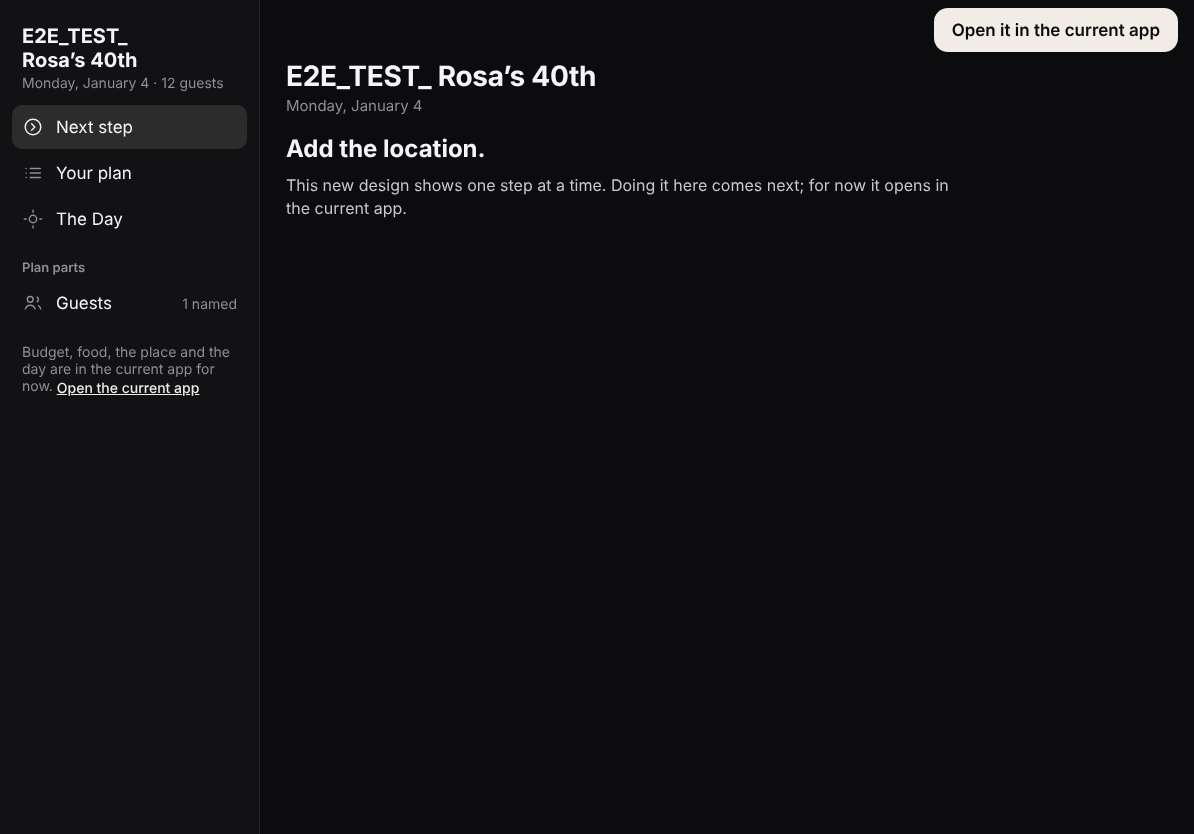 E2E_TEST_
Rosa’s 40th
Monday, January 4 · 12 guests
Next step
Your plan
The Day
Plan parts
Guests
1 named
Budget, food, the place and the
day are in the current app for
now. Open the current app
Open it in the current app
E2E_TEST_ Rosa’s 40th
Monday, January 4
Add the location.
This new design shows one step at a time. Doing it here comes next; for now it opens in
the current app.